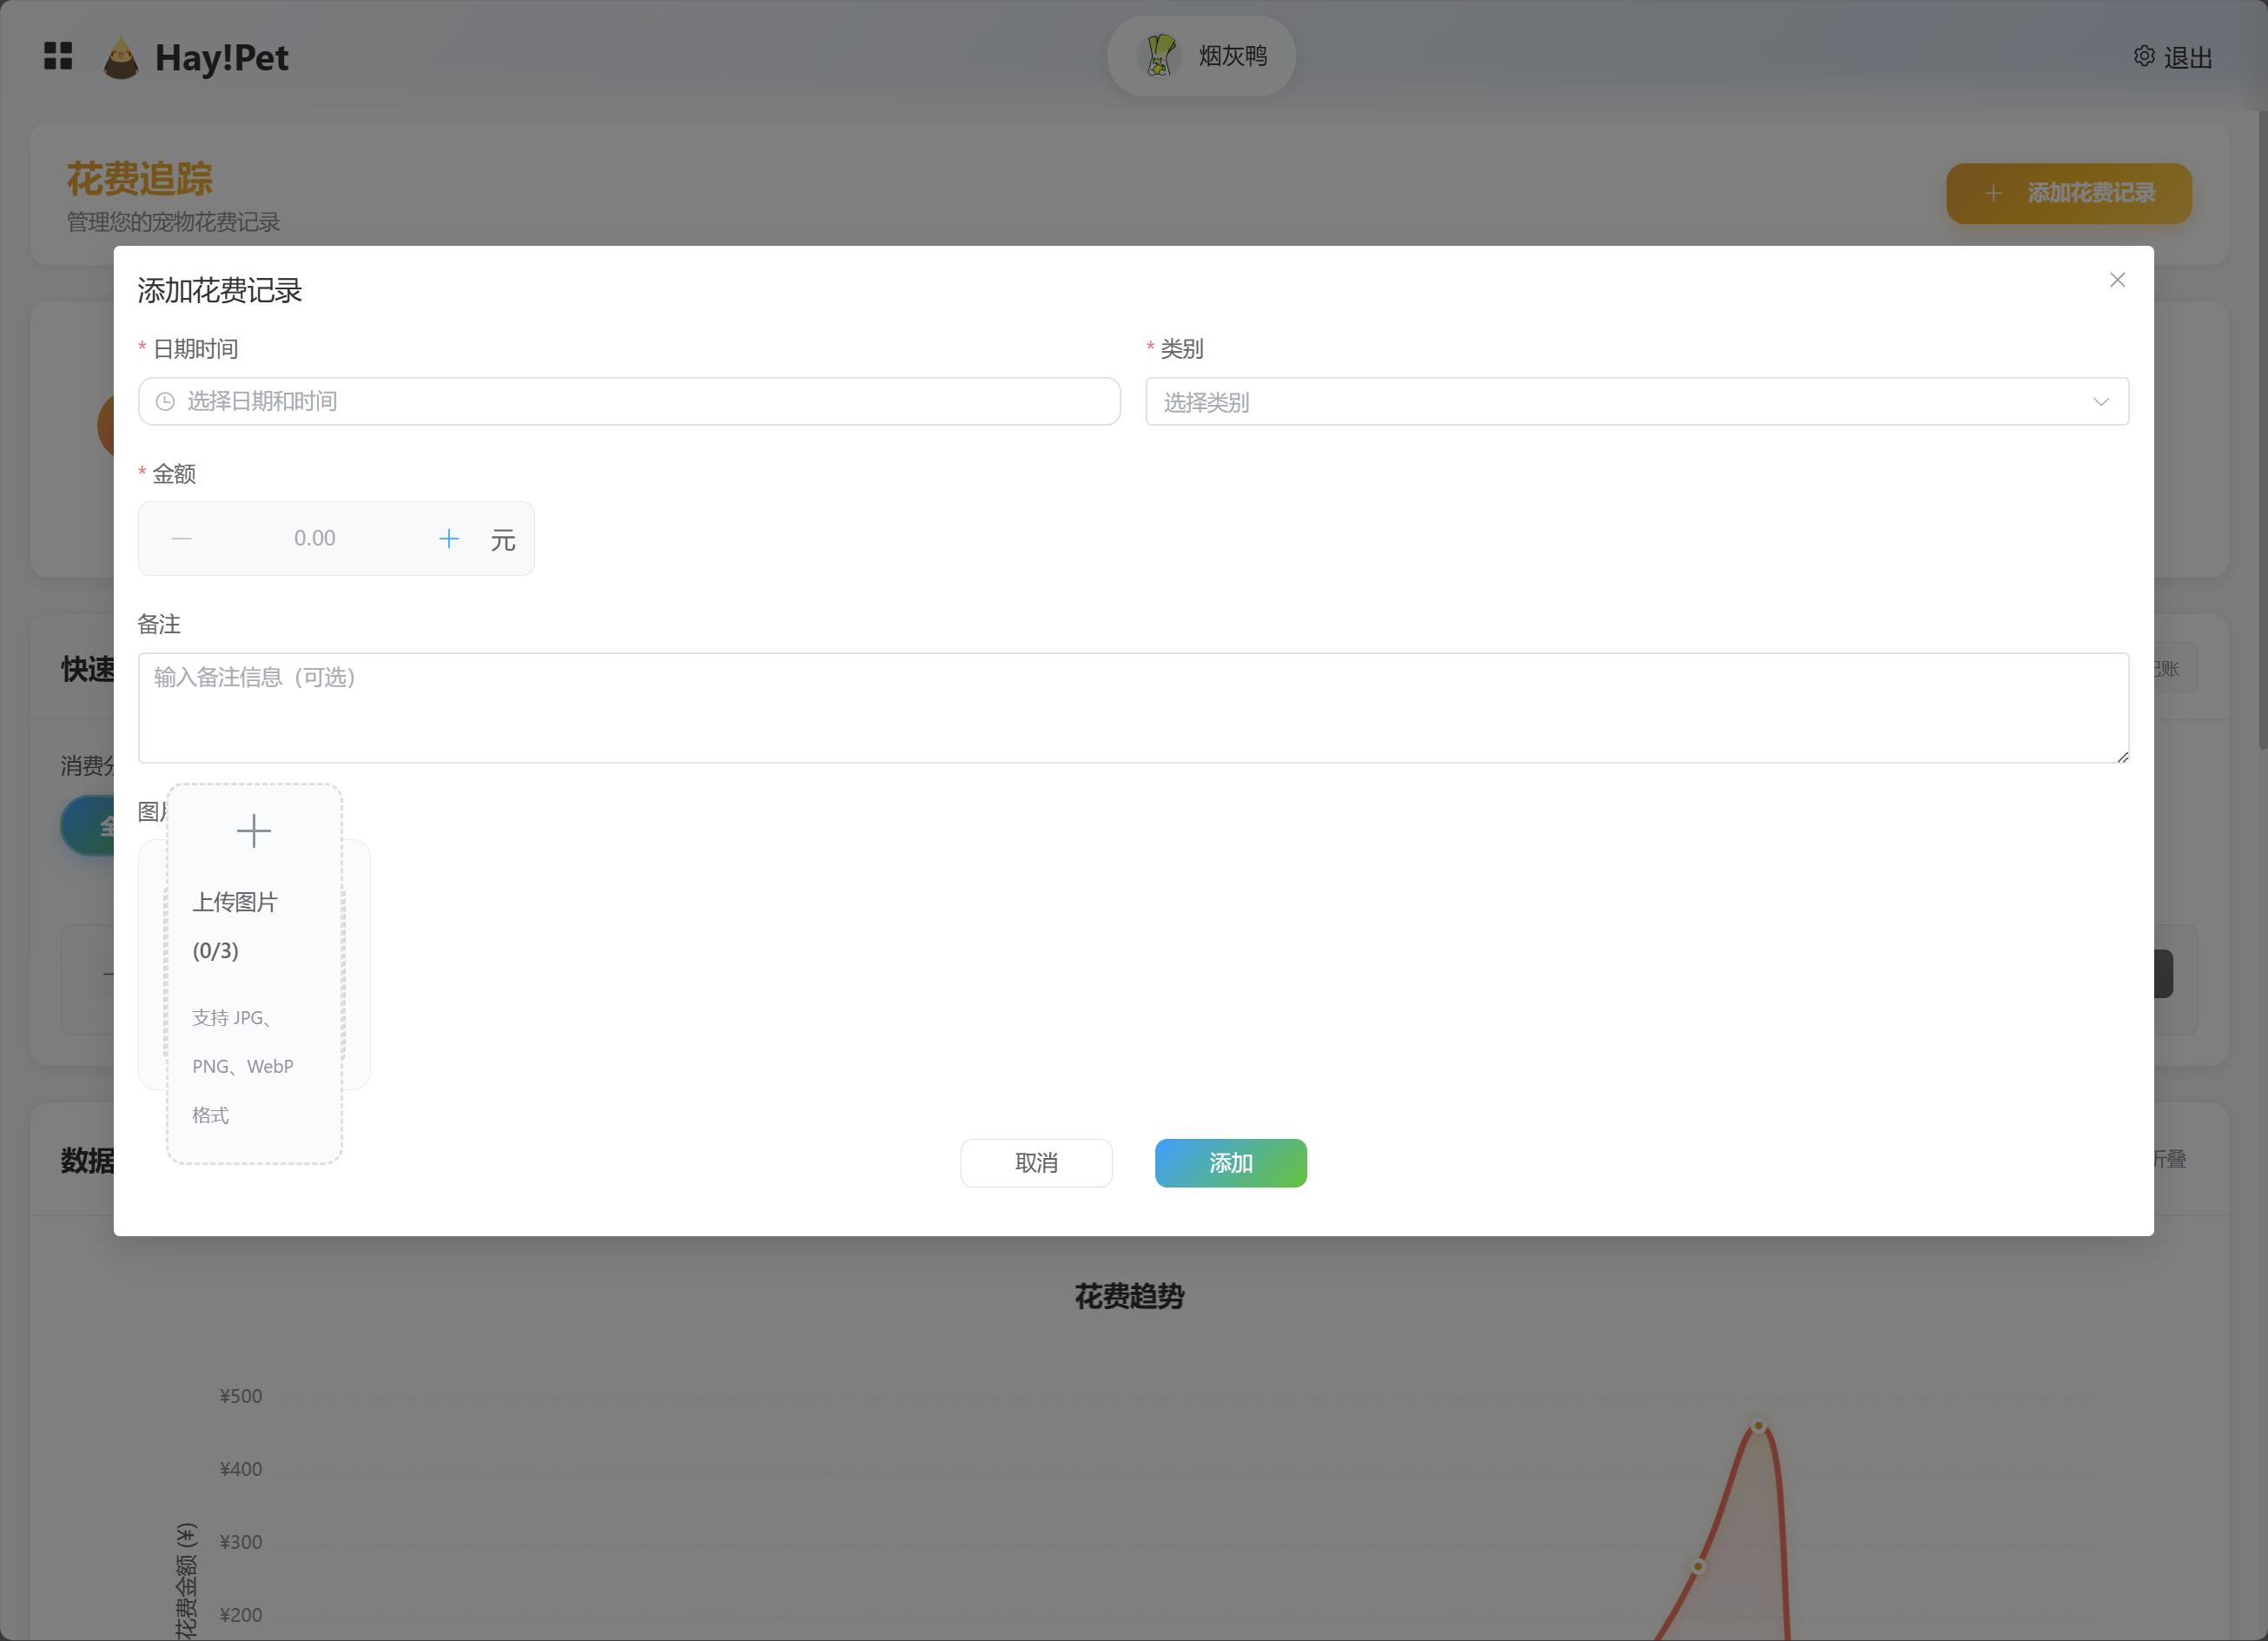 Hay!Pet
烟灰鸭
退出
花费追踪
管理您的宠物花费记录
添加花费记录
添加花费记录
* 日期时间
* 类别
选择日期和时间
选择类别
* 金额
0.00
元
备注
快速
输入备注信息（可选）
账
消费
图
上传图片
(0/3)
支持 JPG、
PNG、WebP
格式
数据
取消
添加
叠
花费趋势
¥500
¥400
¥300
¥200
花费金额 (¥)